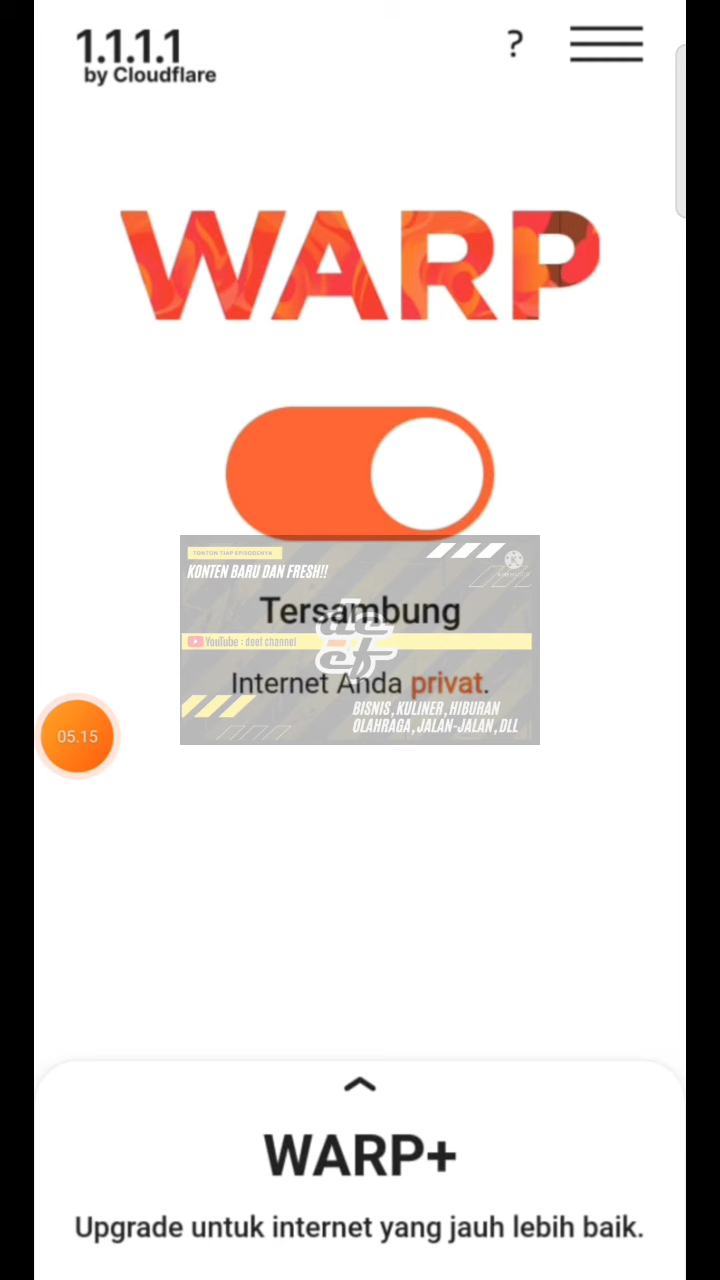 1.1.1.1
by Cloudflare
?
WARP
TONTON TIAP EPISODENYA
KONTEN BARU DAN FRESH!!
Tersambung
YouTube : deef channel
deef
Internet Anda privat.
BISNIS, KULINER, HIBURAN
OLAHRAGA, JALAN-JALAN, DLL
05.15
WARP+
Upgrade untuk internet yang jauh lebih baik.